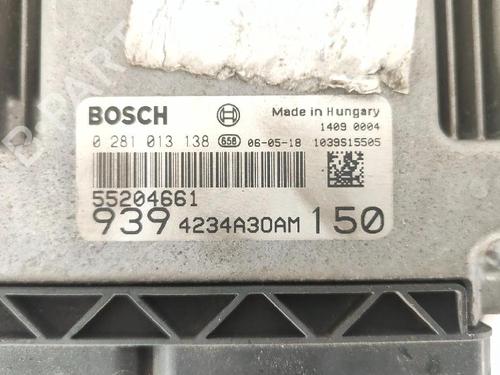 BOSCH
Made in Hungary
1409 0004
0 281 013 138 658 06-05-18 1039S15505
55204661
939 4234A30AM 150